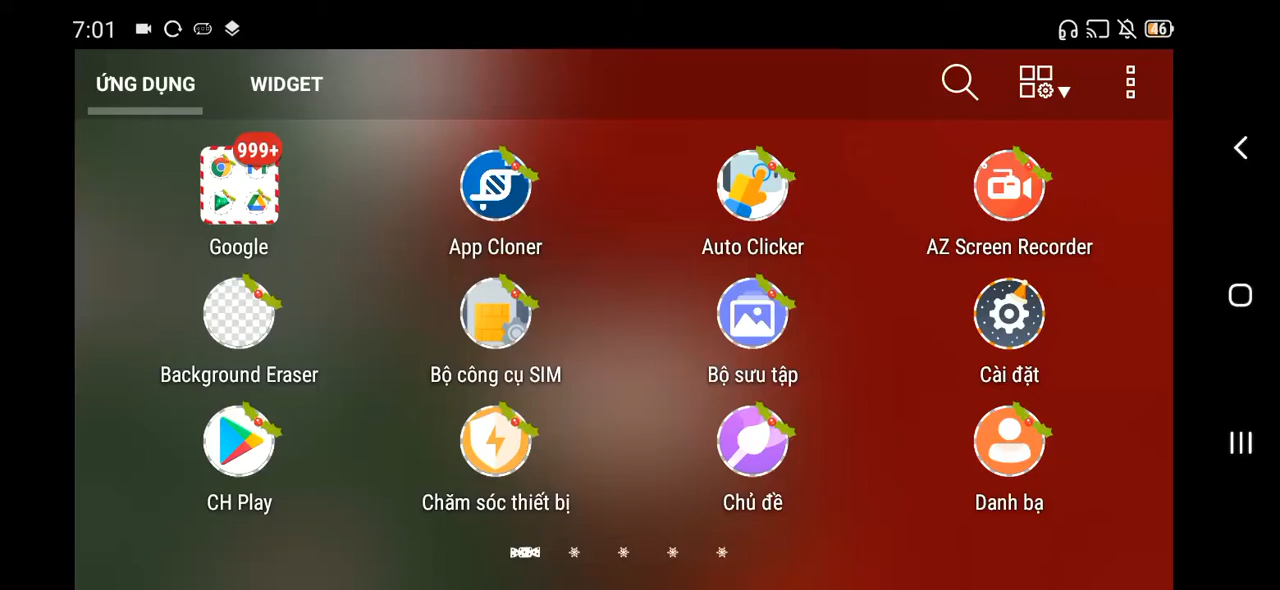 7:01
46
ỨNG DỤNG WIDGET
999+
Google App Cloner Auto Clicker AZ Screen Recorder
Background Eraser Bộ công cụ SIM Bộ sưu tập Cài đặt
CH Play Chăm sóc thiết bị Chủ đề Danh bạ